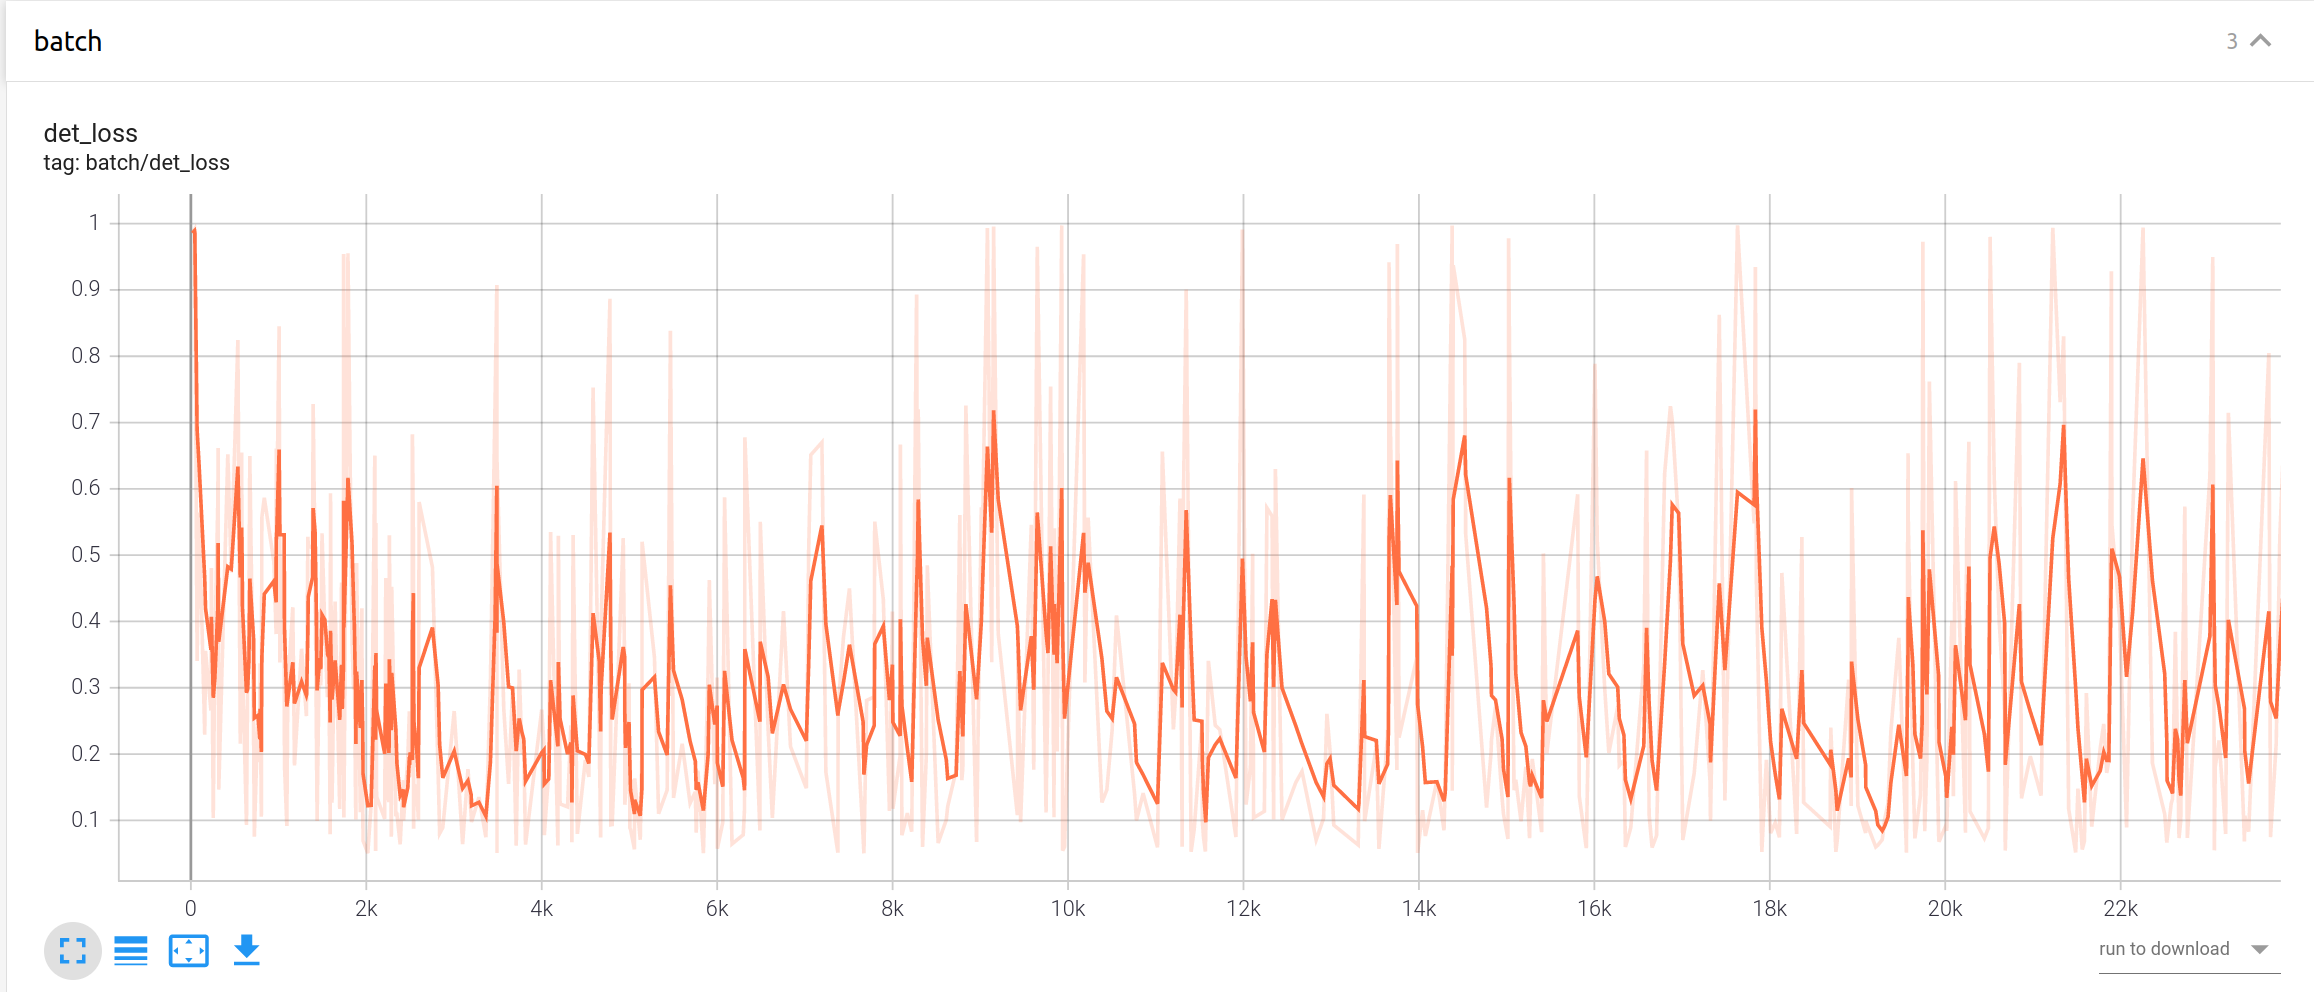 batch
3
det_loss
tag: batch/det_loss
1
0.9
0.8
0.7
0.6
0.5
0.4
0.3
0.2
0.1
0 2k 4k 6k 8k 10k 12k 14k 16k 18k 20k 22k
run to download